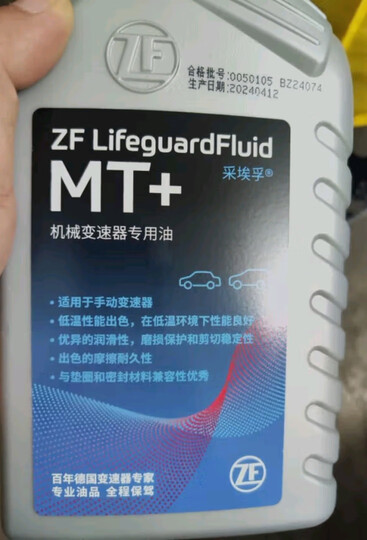 ZF
合格批号:0050105 BZ24074
生产日期:20240412
ZF LifeguardFluid
MT+
采埃孚®
机械变速器专用油
• 适用于手动变速器
• 低温性能出色，在低温环境下性能良好
• 优异的润滑性，磨损保护和剪切稳定性
• 出色的摩擦耐久性
• 与垫圈和密封材料兼容性优秀
百年德国变速器专家
专业油品 全程保驾
ZF